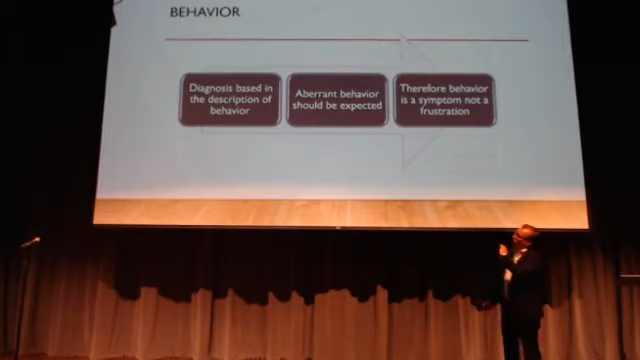 BEHAVIOR
Diagnosis based in
the description of
behavior
Aberrant behavior
should be expected
Therefore behavior
is a symptom not a
frustration